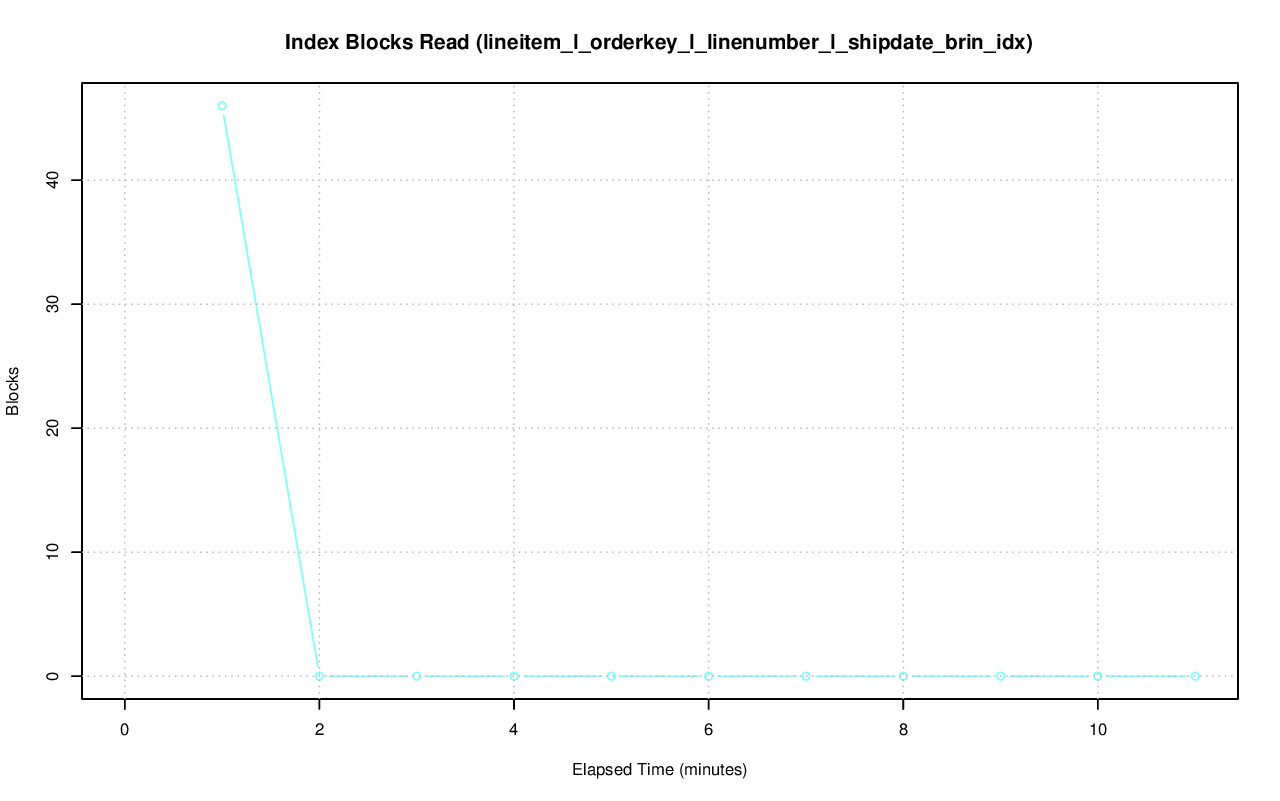 Index Blocks Read (lineitem_l_orderkey_l_linenumber_l_shipdate_brin_idx)
Blocks
40
30
20
10
0
0 2 4 6 8 10
Elapsed Time (minutes)